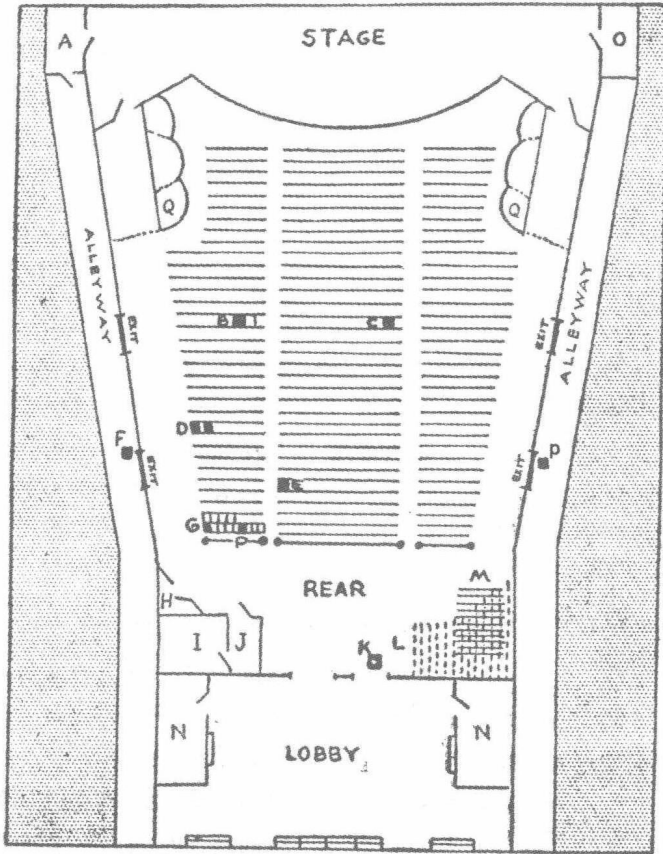 A STAGE O
Q Q
ALLEYWAY ALLEYWAY
EXIT EXIT
B C
D
F EXIT EXIT P
E
G
P
REAR M
H
I J K L
N N
LOBBY